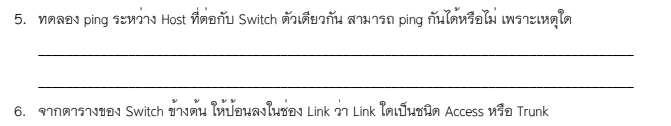 5. ทดลอง ping ระหว่าง Host ที่ต่อกับ Switch ตัวเดียวกัน สามารถ ping กันได้หรือไม่ เพราะเหตุใด
6. จากตารางของ Switch ข้างต้น ให้ป้อนลงในช่อง Link ว่า Link ใดเป็นชนิด Access หรือ Trunk